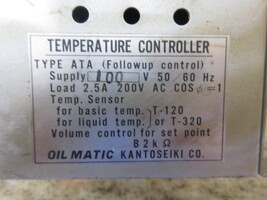 TEMPERATURE CONTROLLER
TYPE ATA (Followup control)
Supply 100 V 50/60 Hz
Load 2.5A 200V AC COSφ=1
Temp. Sensor
for basic temp. T-120
for liquid temp. or T-320
Volume control for set point
B2kΩ
OIL MATIC KANTOSEIKI CO.